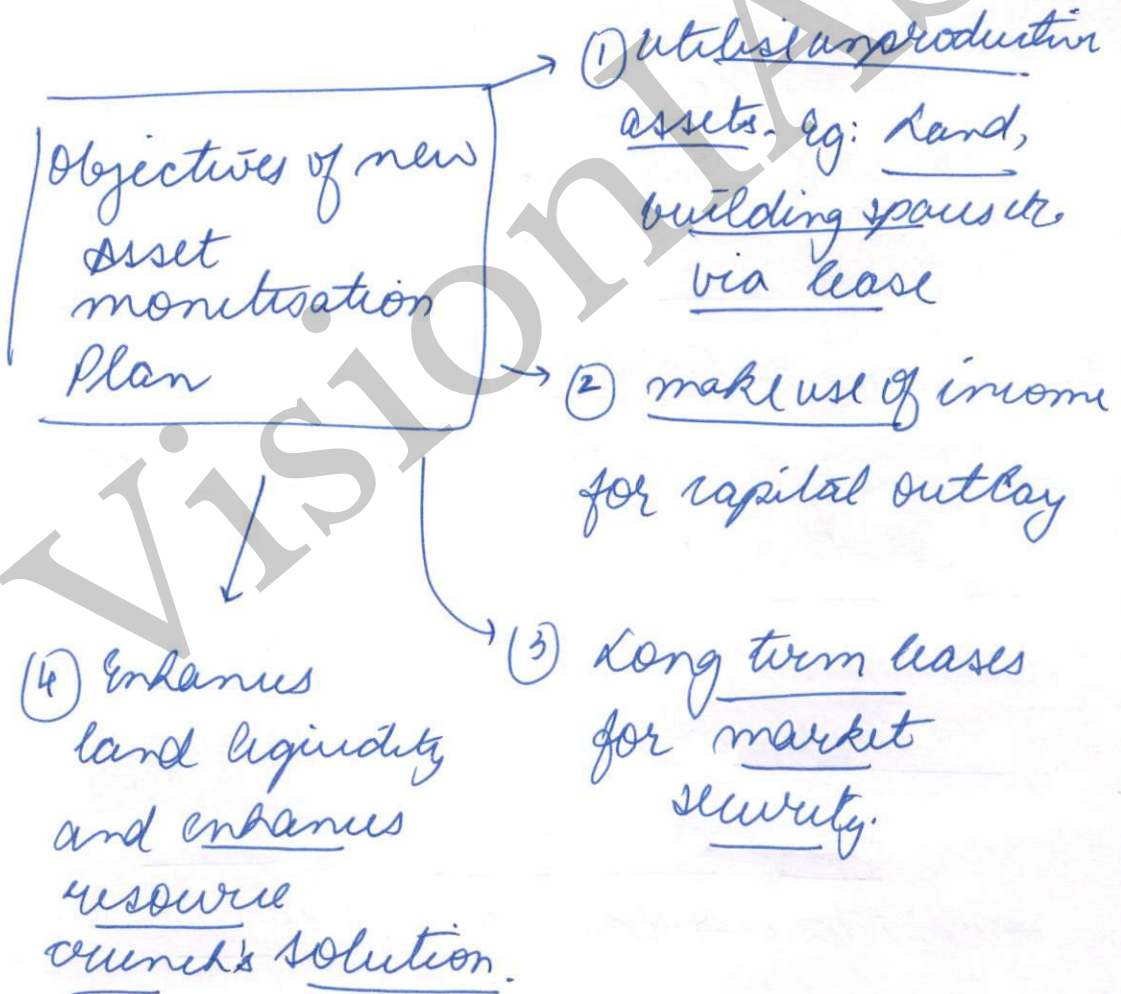 Objectives of new
Asset
monetisation
Plan
① utilise unproductive
assets. eg: Land,
building spaces etc.
via lease
② make use of income
for capital outlay
③ Long term leases
for market
security.
④ Enhances
land liquidity
and enhances
resource
crunch's solution.
VisionIAS